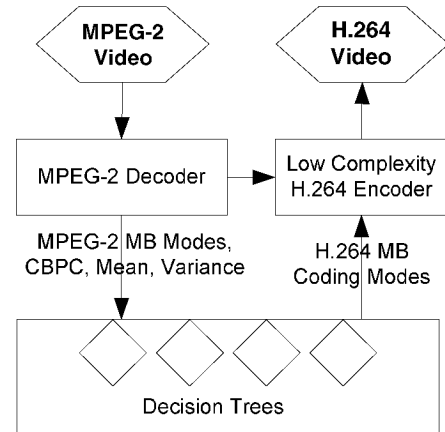 MPEG-2
Video
H.264
Video
MPEG-2 Decoder
Low Complexity
H.264 Encoder
MPEG-2 MB Modes,
CBPC, Mean, Variance
H.264 MB
Coding Modes
Decision Trees